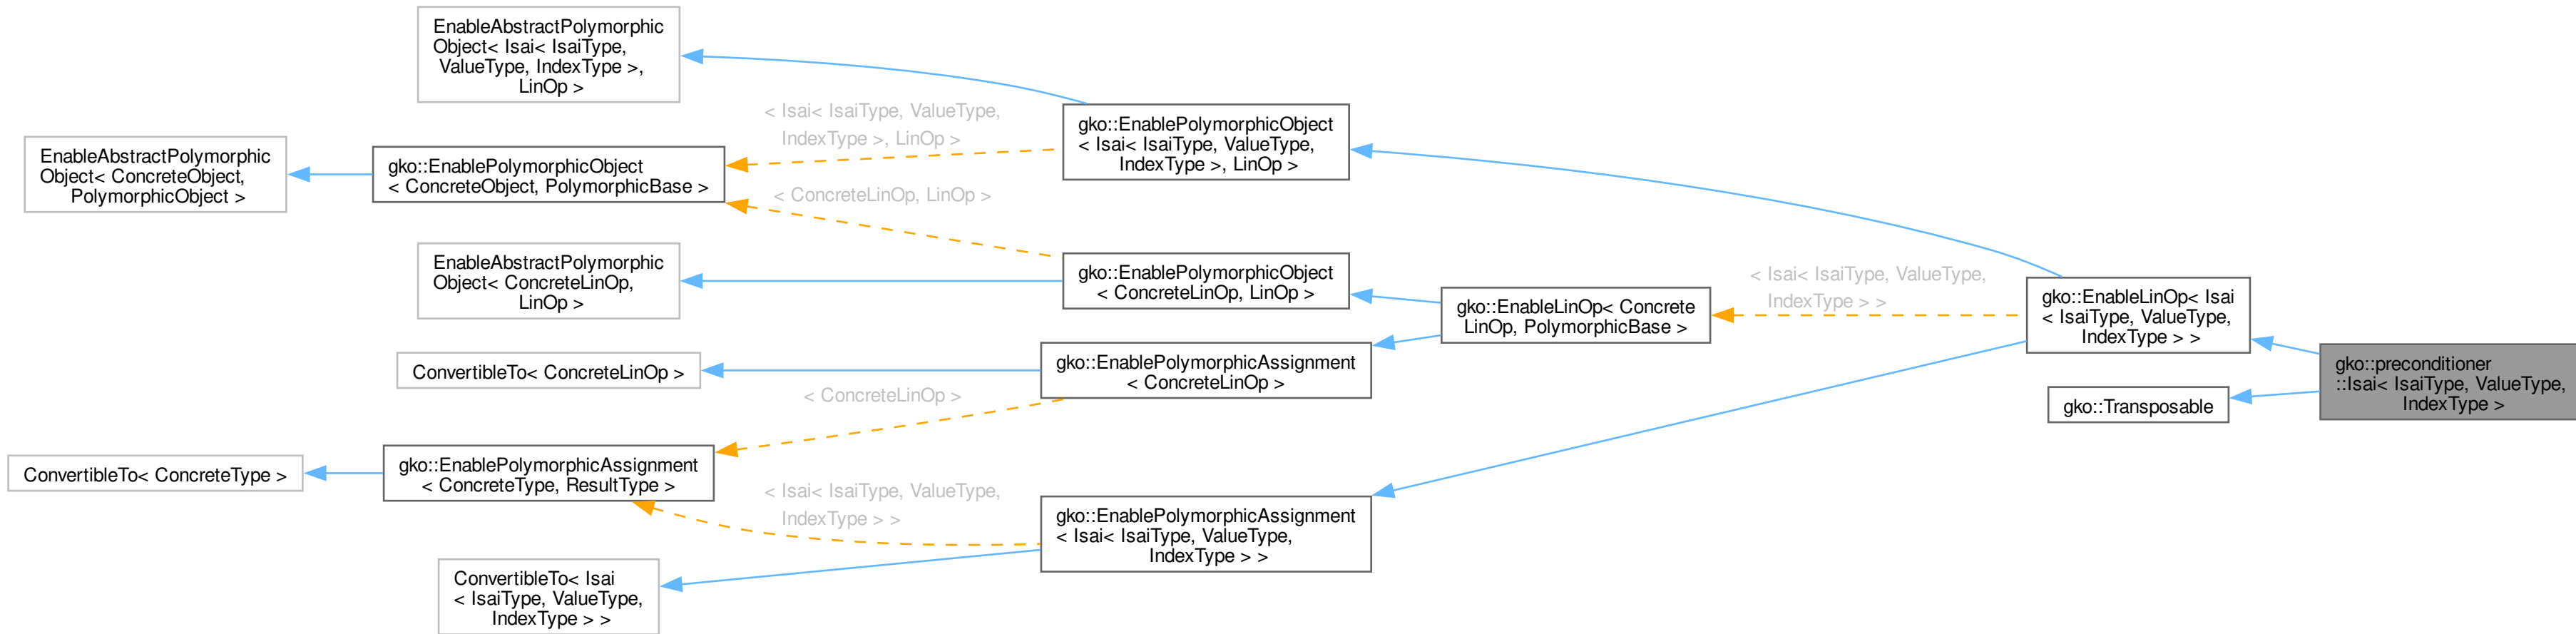 EnableAbstractPolymorphic
Object< Isai< IsaiType,
ValueType, IndexType >,
LinOp >
< Isai< IsaiType, ValueType,
IndexType >, LinOp >
gko::EnablePolymorphicObject
< Isai< IsaiType, ValueType,
IndexType >, LinOp >
EnableAbstractPolymorphic
Object< ConcreteObject,
PolymorphicObject >
gko::EnablePolymorphicObject
< ConcreteObject, PolymorphicBase >
< ConcreteLinOp, LinOp >
EnableAbstractPolymorphic
Object< ConcreteLinOp,
LinOp >
gko::EnablePolymorphicObject
< ConcreteLinOp, LinOp >
gko::EnableLinOp< Concrete
LinOp, PolymorphicBase >
< Isai< IsaiType, ValueType,
IndexType > >
gko::EnableLinOp< Isai
< IsaiType, ValueType,
IndexType > >
gko::preconditioner
::Isai< IsaiType, ValueType,
IndexType >
gko::Transposable
ConvertibleTo< ConcreteLinOp >
gko::EnablePolymorphicAssignment
< ConcreteLinOp >
< ConcreteLinOp >
ConvertibleTo< ConcreteType >
gko::EnablePolymorphicAssignment
< ConcreteType, ResultType >
< Isai< IsaiType, ValueType,
IndexType > >
gko::EnablePolymorphicAssignment
< Isai< IsaiType, ValueType,
IndexType > >
ConvertibleTo< Isai
< IsaiType, ValueType,
IndexType > >